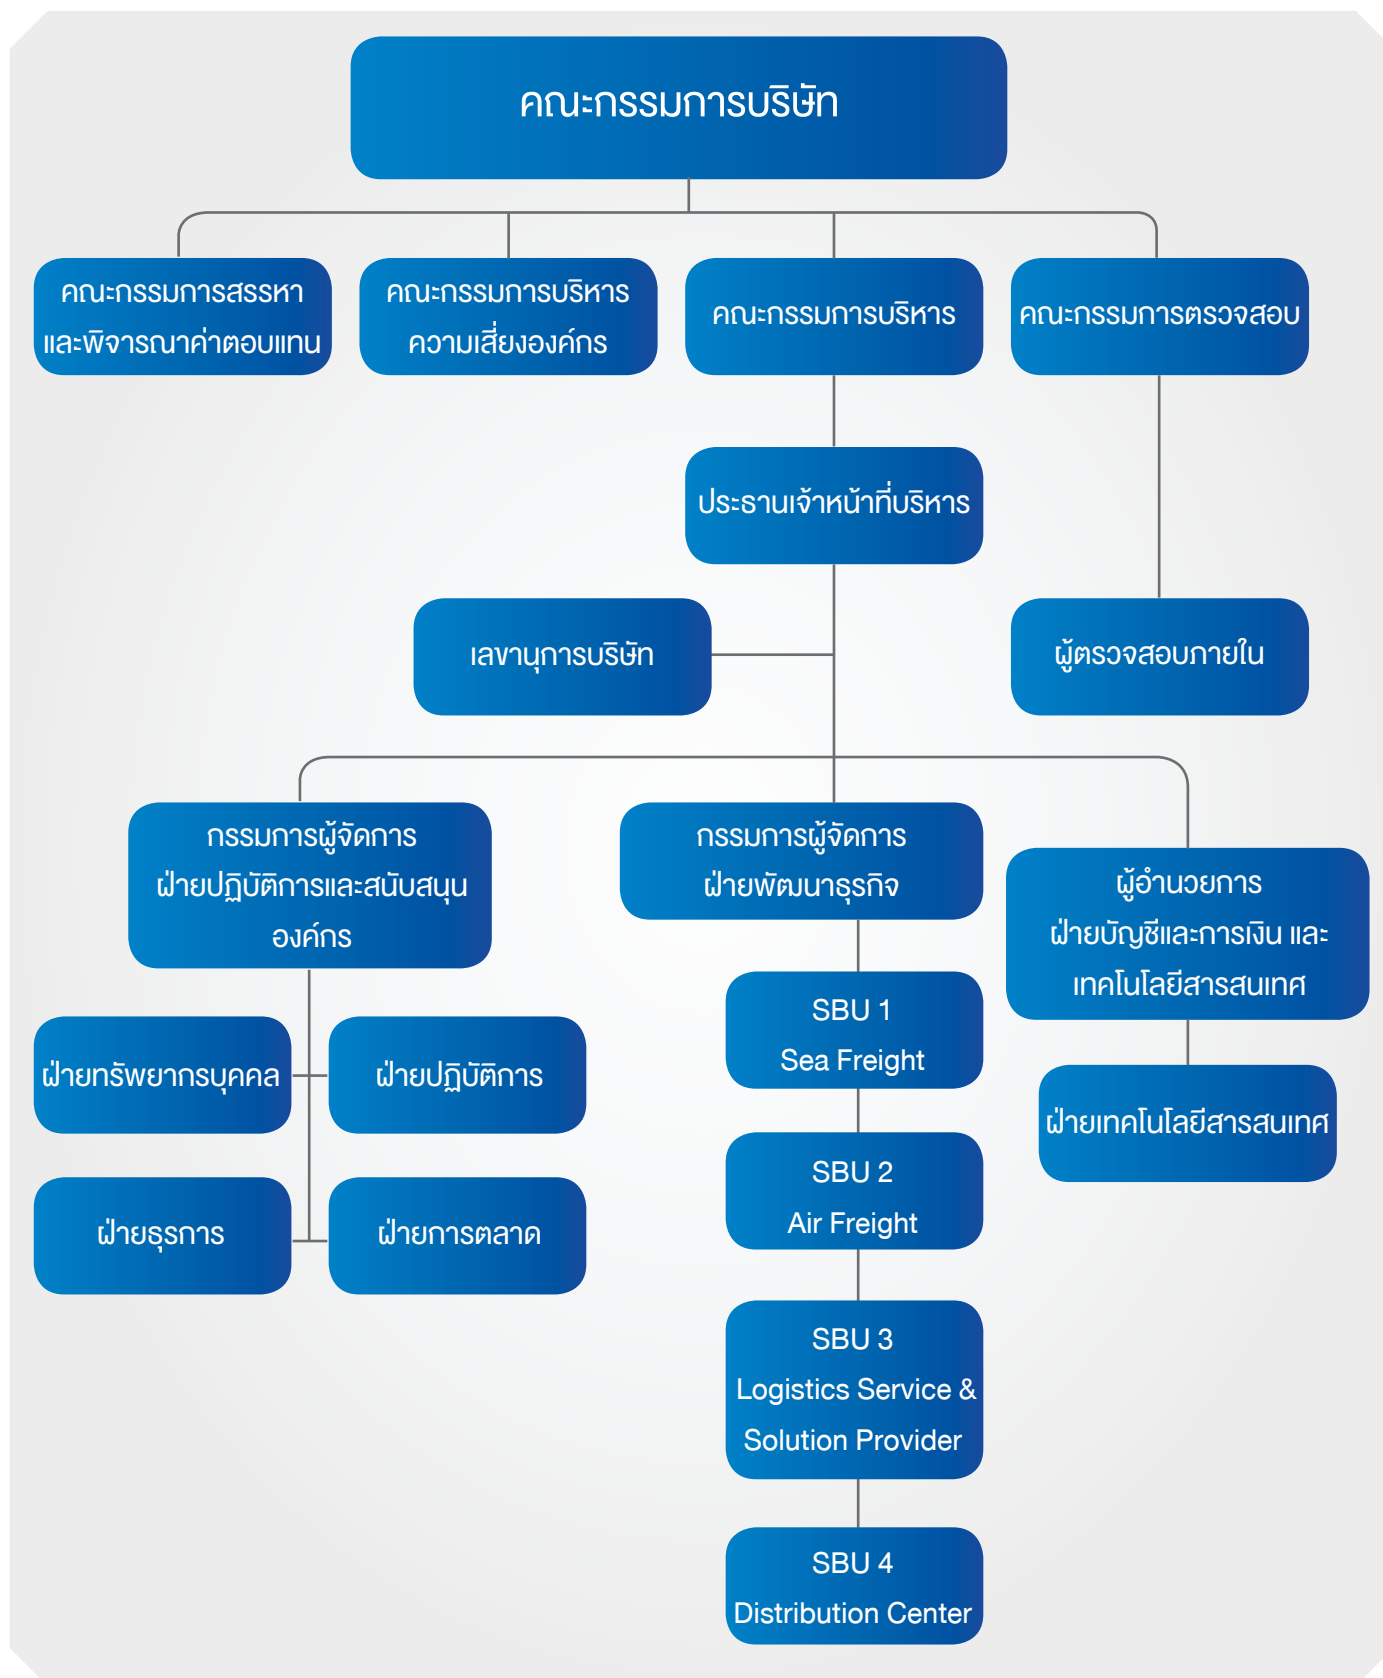 คณะกรรมการบริษัท
คณะกรรมการสรรหา
และพิจารณาค่าตอบแทน
คณะกรรมการบริหาร
ความเสี่ยงองค์กร
คณะกรรมการบริหาร
คณะกรรมการตรวจสอบ
ประธานเจ้าหน้าที่บริหาร
เลขานุการบริษัท
ผู้ตรวจสอบภายใน
กรรมการผู้จัดการ
ฝ่ายปฏิบัติการและสนับสนุน
องค์กร
กรรมการผู้จัดการ
ฝ่ายพัฒนาธุรกิจ
ผู้อำนวยการ
ฝ่ายบัญชีและการเงิน และ
เทคโนโลยีสารสนเทศ
ฝ่ายทรัพยากรบุคคล
ฝ่ายปฏิบัติการ
ฝ่ายธุรการ
ฝ่ายการตลาด
SBU 1
Sea Freight
SBU 2
Air Freight
SBU 3
Logistics Service &
Solution Provider
SBU 4
Distribution Center
ฝ่ายเทคโนโลยีสารสนเทศ